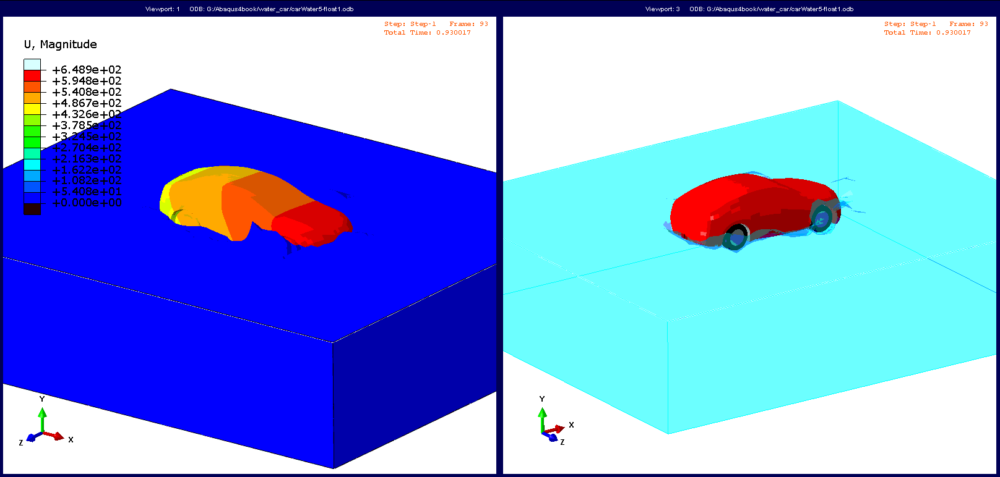 Viewport: 1 ODB: G:/Abaqus4book/water_car/carWater5-float1.odb
Step: Step-1 Frame: 93
Total Time: 0.930017
U, Magnitude
+6.489e+02
+5.948e+02
+5.408e+02
+4.867e+02
+4.326e+02
+3.785e+02
+3.245e+02
+2.704e+02
+2.163e+02
+1.622e+02
+1.082e+02
+5.408e+01
+0.000e+00
Y
Z
X
Viewport: 3 ODB: G:/Abaqus4book/water_car/carWater5-float1.odb
Step: Step-1 Frame: 93
Total Time: 0.930017
Y
X
Z